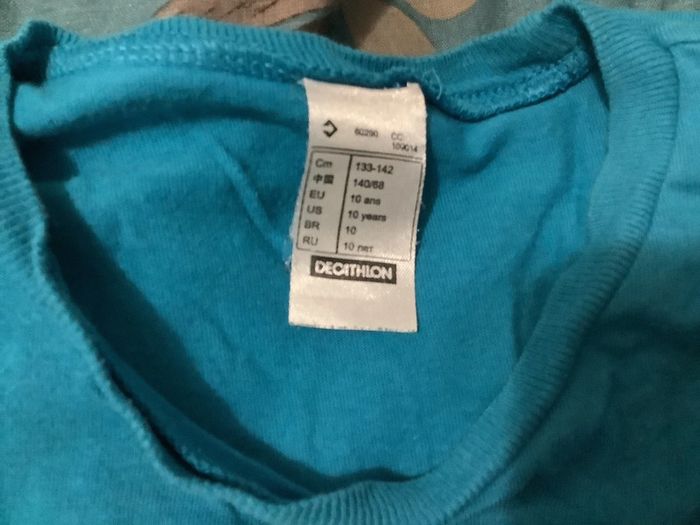 60290 CC:
100014
Cm 133-142
中国 140/68
EU 10 ans
US 10 years
BR 10
RU 10 лет
DECATHLON